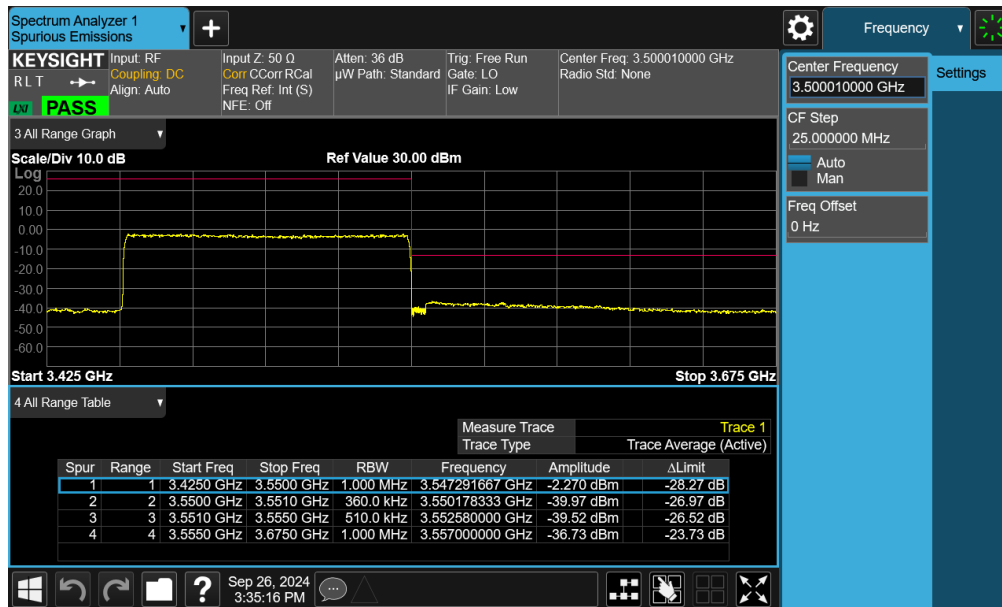 Spectrum Analyzer 1
Spurious Emissions
Frequency
KEYSIGHT Input: RF
RLT
Coupling: DC
Align: Auto
Input Z: 50 Ω
Corr CCorr RCal
Freq Ref: Int (S)
NFE: Off
Atten: 36 dB
µW Path: Standard
Trig: Free Run
Gate: LO
IF Gain: Low
Center Freq: 3.500010000 GHz
Radio Std: None
LXI PASS
Center Frequency
3.500010000 GHz
Settings
CF Step
25.000000 MHz
Auto
Man
Freq Offset
0 Hz
3 All Range Graph
Scale/Div 10.0 dB Ref Value 30.00 dBm
Log
20.0
10.0
0.00
-10.0
-20.0
-30.0
-40.0
-50.0
-60.0
Start 3.425 GHz Stop 3.675 GHz
4 All Range Table
Measure Trace Trace 1
Trace Type Trace Average (Active)
Spur Range Start Freq Stop Freq RBW Frequency Amplitude ΔLimit
1 1 3.4250 GHz 3.5500 GHz 1.000 MHz 3.547291667 GHz -2.270 dBm -28.27 dB
2 2 3.5500 GHz 3.5510 GHz 360.0 kHz 3.550178333 GHz -39.97 dBm -26.97 dB
3 3 3.5510 GHz 3.5550 GHz 510.0 kHz 3.552580000 GHz -39.52 dBm -26.52 dB
4 4 3.5550 GHz 3.6750 GHz 1.000 MHz 3.557000000 GHz -36.73 dBm -23.73 dB
Sep 26, 2024
3:35:16 PM